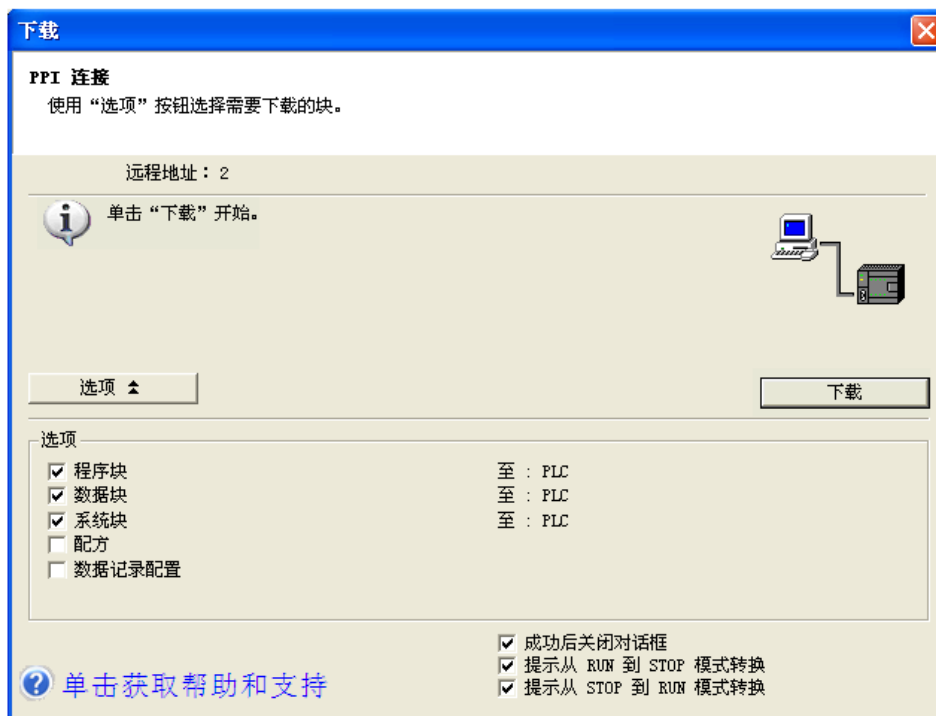 下载
PPI 连接
使用“选项”按钮选择需要下载的块。
远程地址: 2
单击“下载”开始。
选项
下载
选项
程序块 至 : PLC
数据块 至 : PLC
系统块 至 : PLC
配方
数据记录配置
成功后关闭对话框
提示从 RUN 到 STOP 模式转换
单击获取帮助和支持
提示从 STOP 到 RUN 模式转换